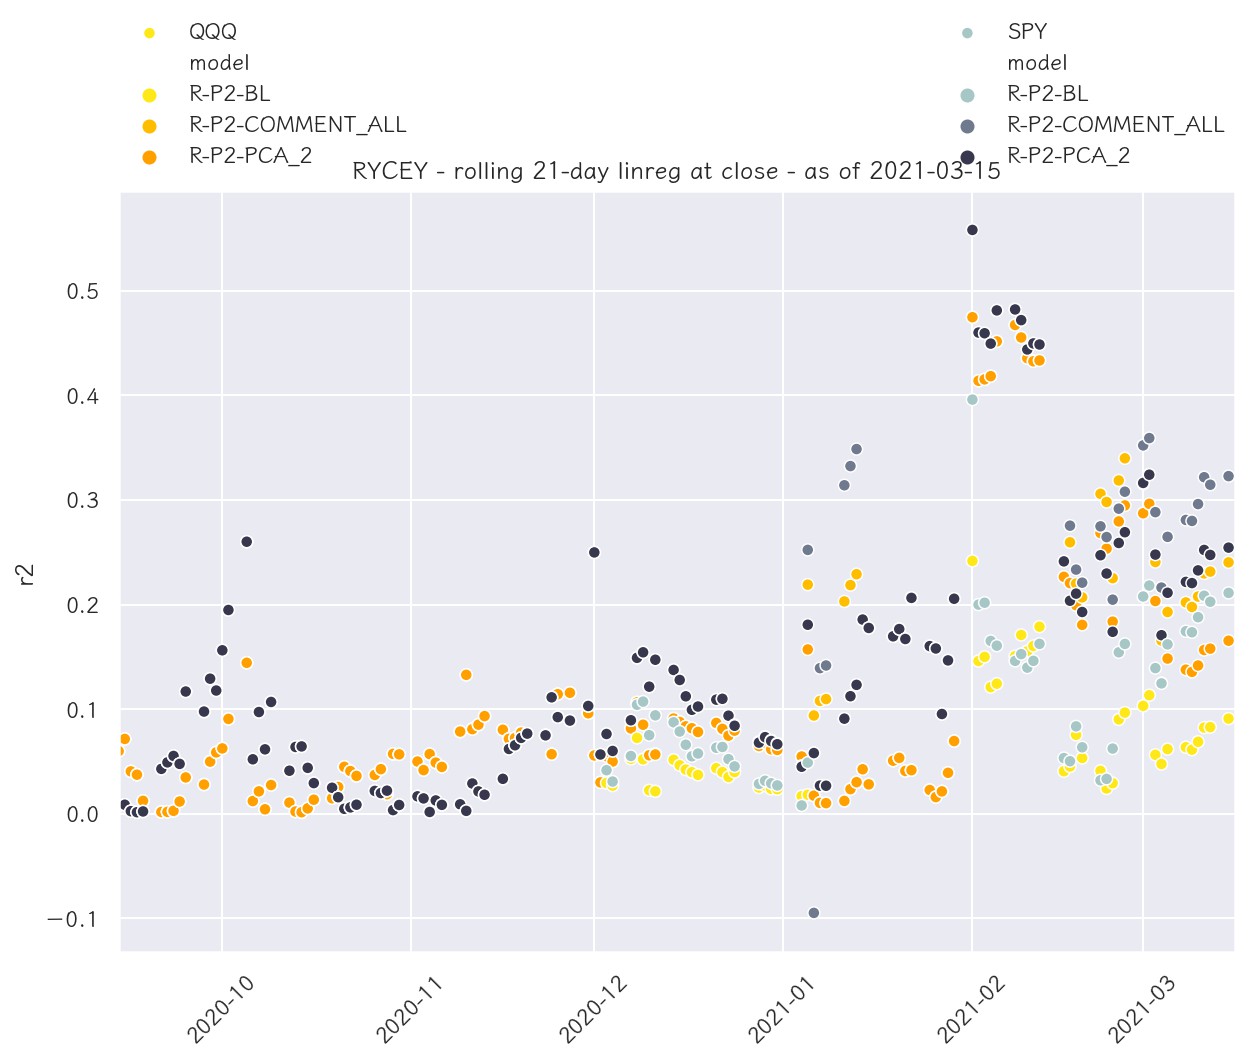 QQQ
model
R-P2-BL
R-P2-COMMENT_ALL
R-P2-PCA_2
SPY
model
R-P2-BL
R-P2-COMMENT_ALL
R-P2-PCA_2
RYCEY - rolling 21-day linreg at close - as of 2021-03-15
r2
0.5
0.4
0.3
0.2
0.1
0.0
−0.1
2020-10
2020-11
2020-12
2021-01
2021-02
2021-03